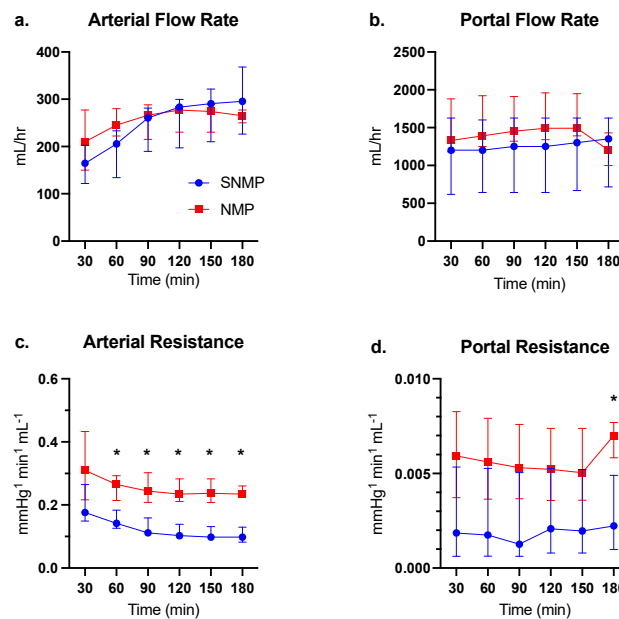 a. Arterial Flow Rate
mL/hr
400
300
200
100
0
SNMP
NMP
30 60 90 120 150 180
Time (min)
b. Portal Flow Rate
mL/hr
2500
2000
1500
1000
500
0
30 60 90 120 150 180
Time (min)
c. Arterial Resistance
mmHg¹ min¹ mL⁻¹
0.6
0.4
0.2
0.0
* * * * *
30 60 90 120 150 180
Time (min)
d. Portal Resistance
mmHg¹ min¹ mL⁻¹
0.010
0.005
0.000
*
30 60 90 120 150 180
Time (min)